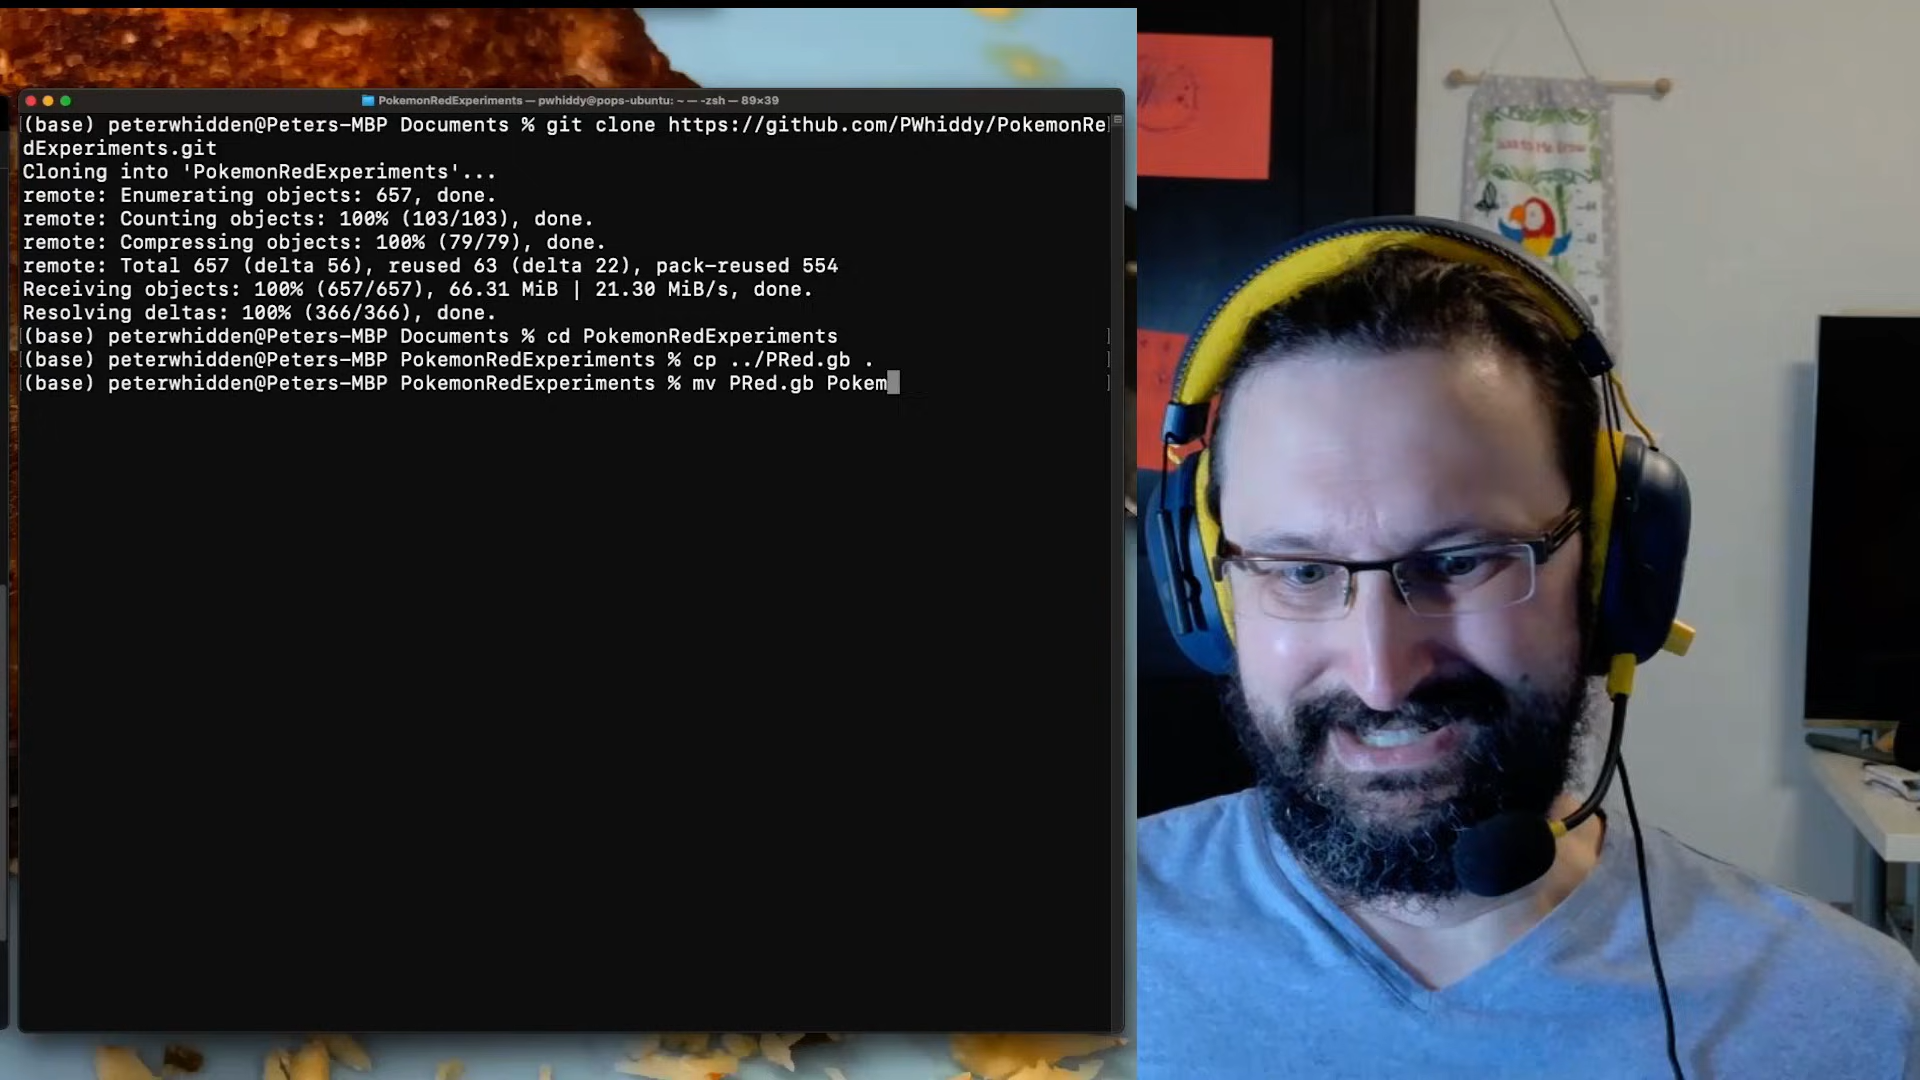 PokemonRedExperiments — pwhiddy@pops-ubuntu: ~ — -zsh — 89×39
(base) peterwhidden@Peters-MBP Documents % git clone https://github.com/PWhiddy/PokemonRe
dExperiments.git
Cloning into 'PokemonRedExperiments'...
remote: Enumerating objects: 657, done.
remote: Counting objects: 100% (103/103), done.
remote: Compressing objects: 100% (79/79), done.
remote: Total 657 (delta 56), reused 63 (delta 22), pack-reused 554
Receiving objects: 100% (657/657), 66.31 MiB | 21.30 MiB/s, done.
Resolving deltas: 100% (366/366), done.
(base) peterwhidden@Peters-MBP Documents % cd PokemonRedExperiments
(base) peterwhidden@Peters-MBP PokemonRedExperiments % cp ../PRed.gb .
(base) peterwhidden@Peters-MBP PokemonRedExperiments % mv PRed.gb Pokem